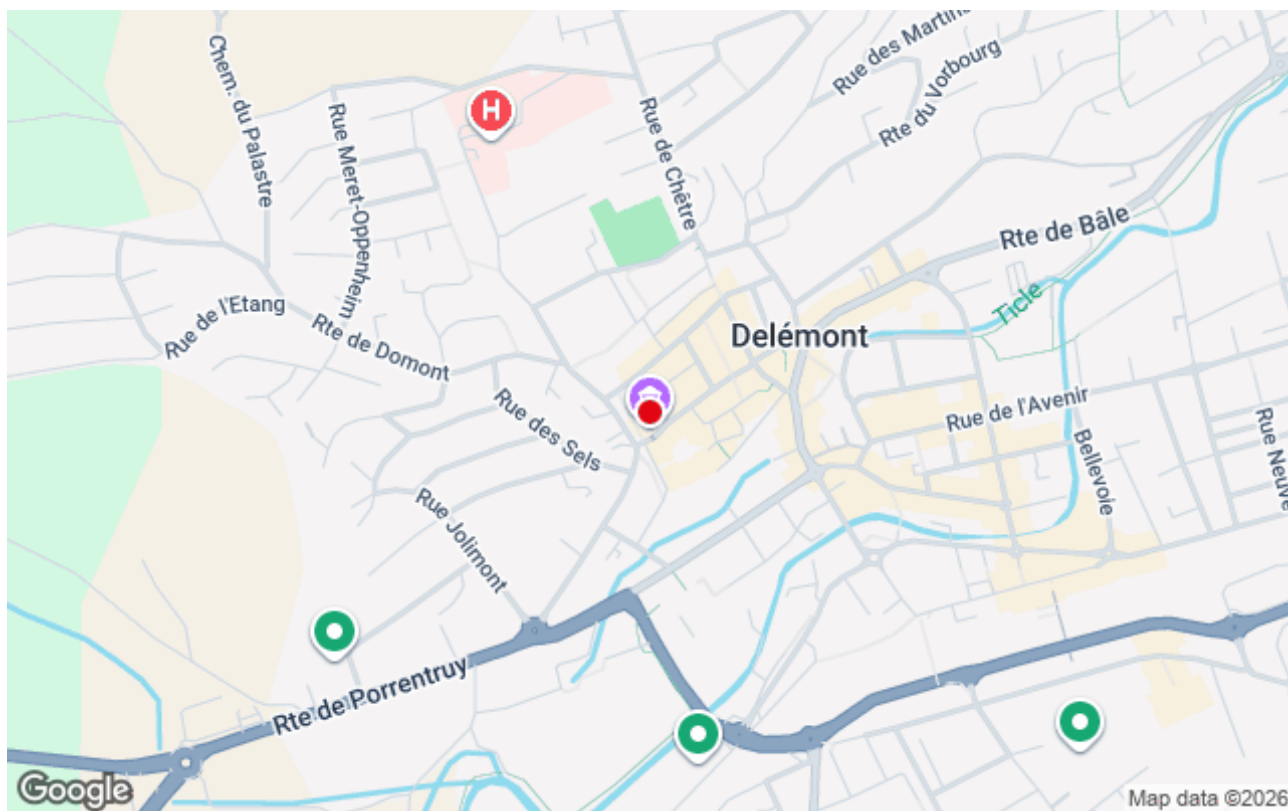 Rue des Martins
Rte du Vorbourg
Chem. du Palastre
Rue Meret-Oppenheim
H
Rue de Chêtre
Rte de Bâle
Ticle
Rue de l'Etang
Rte de Domont
Delémont
Rue de l'Avenir
Rue des Sels
Bellevoie
Rue Neuve
Rue Jolimont
Rte de Porrentruy
Google
Map data ©2026